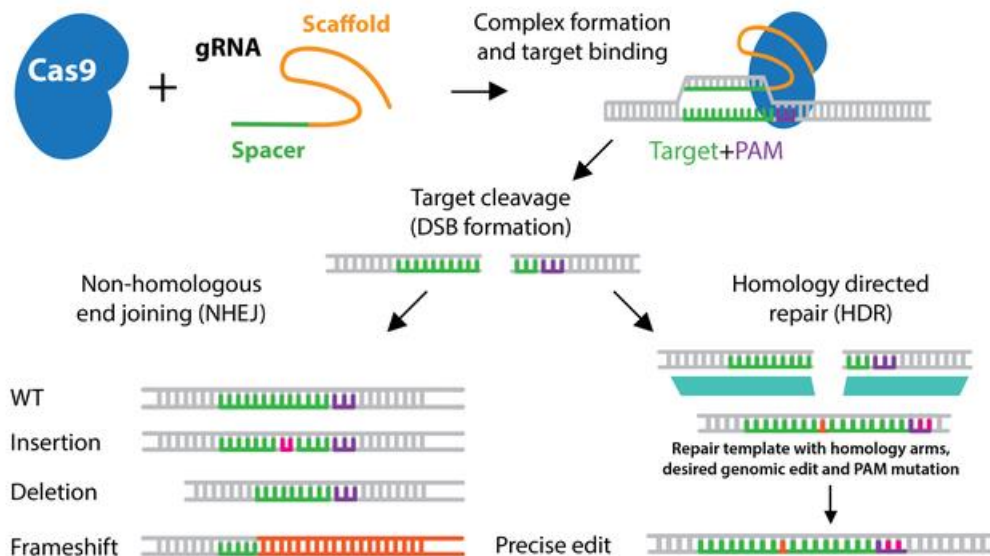 Cas9
+
gRNA
Scaffold
Spacer
Complex formation
and target binding
Target+PAM
Target cleavage
(DSB formation)
Non-homologous
end joining (NHEJ)
Homology directed
repair (HDR)
WT
Insertion
Deletion
Frameshift
Repair template with homology arms,
desired genomic edit and PAM mutation
Precise edit